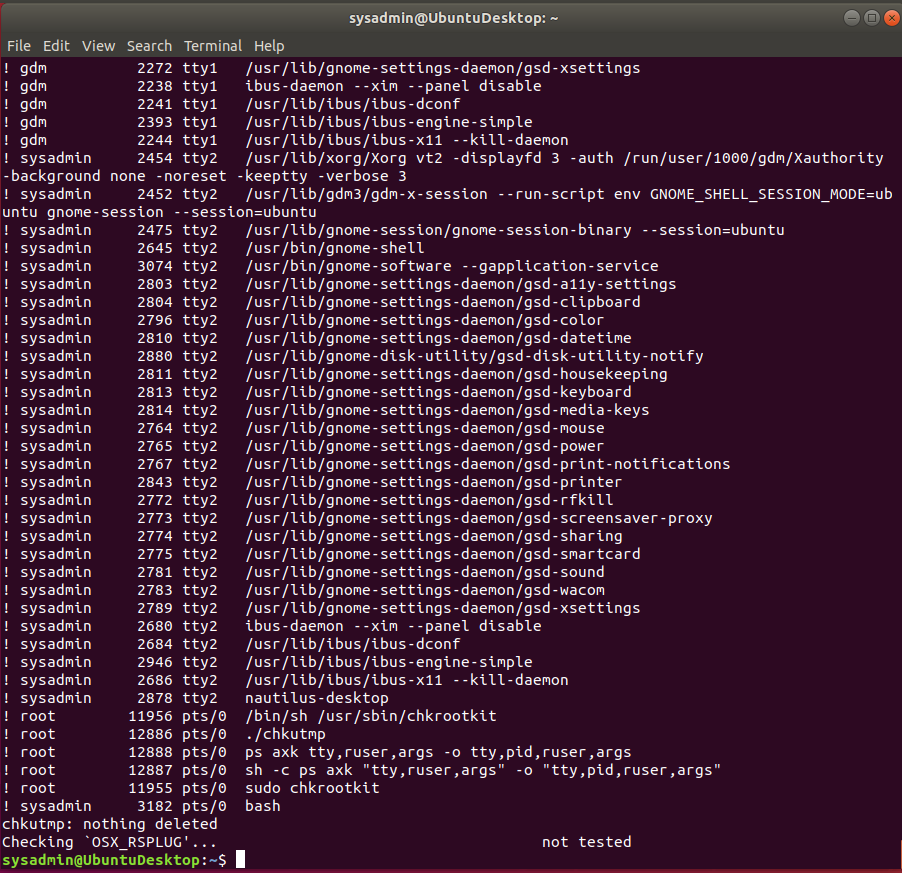 sysadmin@UbuntuDesktop: ~
File Edit View Search Terminal Help
! gdm          2272 tty1   /usr/lib/gnome-settings-daemon/gsd-xsettings
! gdm          2238 tty1   ibus-daemon --xim --panel disable
! gdm          2241 tty1   /usr/lib/ibus/ibus-dconf
! gdm          2393 tty1   /usr/lib/ibus/ibus-engine-simple
! gdm          2244 tty1   /usr/lib/ibus/ibus-x11 --kill-daemon
! sysadmin     2454 tty2   /usr/lib/xorg/Xorg vt2 -displayfd 3 -auth /run/user/1000/gdm/Xauthority
-background none -noreset -keeptty -verbose 3
! sysadmin     2452 tty2   /usr/lib/gdm3/gdm-x-session --run-script env GNOME_SHELL_SESSION_MODE=ub
untu gnome-session --session=ubuntu
! sysadmin     2475 tty2   /usr/lib/gnome-session/gnome-session-binary --session=ubuntu
! sysadmin     2645 tty2   /usr/bin/gnome-shell
! sysadmin     3074 tty2   /usr/bin/gnome-software --gapplication-service
! sysadmin     2803 tty2   /usr/lib/gnome-settings-daemon/gsd-a11y-settings
! sysadmin     2804 tty2   /usr/lib/gnome-settings-daemon/gsd-clipboard
! sysadmin     2796 tty2   /usr/lib/gnome-settings-daemon/gsd-color
! sysadmin     2810 tty2   /usr/lib/gnome-settings-daemon/gsd-datetime
! sysadmin     2880 tty2   /usr/lib/gnome-disk-utility/gsd-disk-utility-notify
! sysadmin     2811 tty2   /usr/lib/gnome-settings-daemon/gsd-housekeeping
! sysadmin     2813 tty2   /usr/lib/gnome-settings-daemon/gsd-keyboard
! sysadmin     2814 tty2   /usr/lib/gnome-settings-daemon/gsd-media-keys
! sysadmin     2764 tty2   /usr/lib/gnome-settings-daemon/gsd-mouse
! sysadmin     2765 tty2   /usr/lib/gnome-settings-daemon/gsd-power
! sysadmin     2767 tty2   /usr/lib/gnome-settings-daemon/gsd-print-notifications
! sysadmin     2843 tty2   /usr/lib/gnome-settings-daemon/gsd-printer
! sysadmin     2772 tty2   /usr/lib/gnome-settings-daemon/gsd-rfkill
! sysadmin     2773 tty2   /usr/lib/gnome-settings-daemon/gsd-screensaver-proxy
! sysadmin     2774 tty2   /usr/lib/gnome-settings-daemon/gsd-sharing
! sysadmin     2775 tty2   /usr/lib/gnome-settings-daemon/gsd-smartcard
! sysadmin     2781 tty2   /usr/lib/gnome-settings-daemon/gsd-sound
! sysadmin     2783 tty2   /usr/lib/gnome-settings-daemon/gsd-wacom
! sysadmin     2789 tty2   /usr/lib/gnome-settings-daemon/gsd-xsettings
! sysadmin     2680 tty2   ibus-daemon --xim --panel disable
! sysadmin     2684 tty2   /usr/lib/ibus/ibus-dconf
! sysadmin     2946 tty2   /usr/lib/ibus/ibus-engine-simple
! sysadmin     2686 tty2   /usr/lib/ibus/ibus-x11 --kill-daemon
! sysadmin     2878 tty2   nautilus-desktop
! root        11956 pts/0  /bin/sh /usr/sbin/chkrootkit
! root        12886 pts/0  ./chkutmp
! root        12888 pts/0  ps axk tty,ruser,args -o tty,pid,ruser,args
! root        12887 pts/0  sh -c ps axk "tty,ruser,args" -o "tty,pid,ruser,args"
! root        11955 pts/0  sudo chkrootkit
! sysadmin     3182 pts/0  bash
chkutmp: nothing deleted
Checking `OSX_RSPLUG'...                                    not tested
sysadmin@UbuntuDesktop:~$